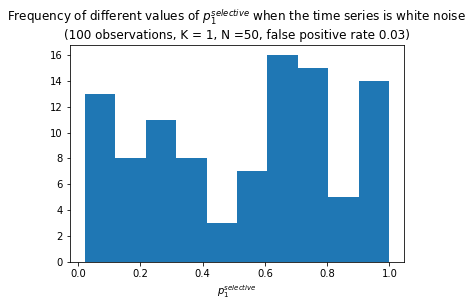 Frequency of different values of $p_1^{selective}$ when the time series is white noise
(100 observations, K = 1, N =50, false positive rate 0.03)
16
14
12
10
8
6
4
2
0
0.0 0.2 0.4 0.6 0.8 1.0
$p_1^{selective}$